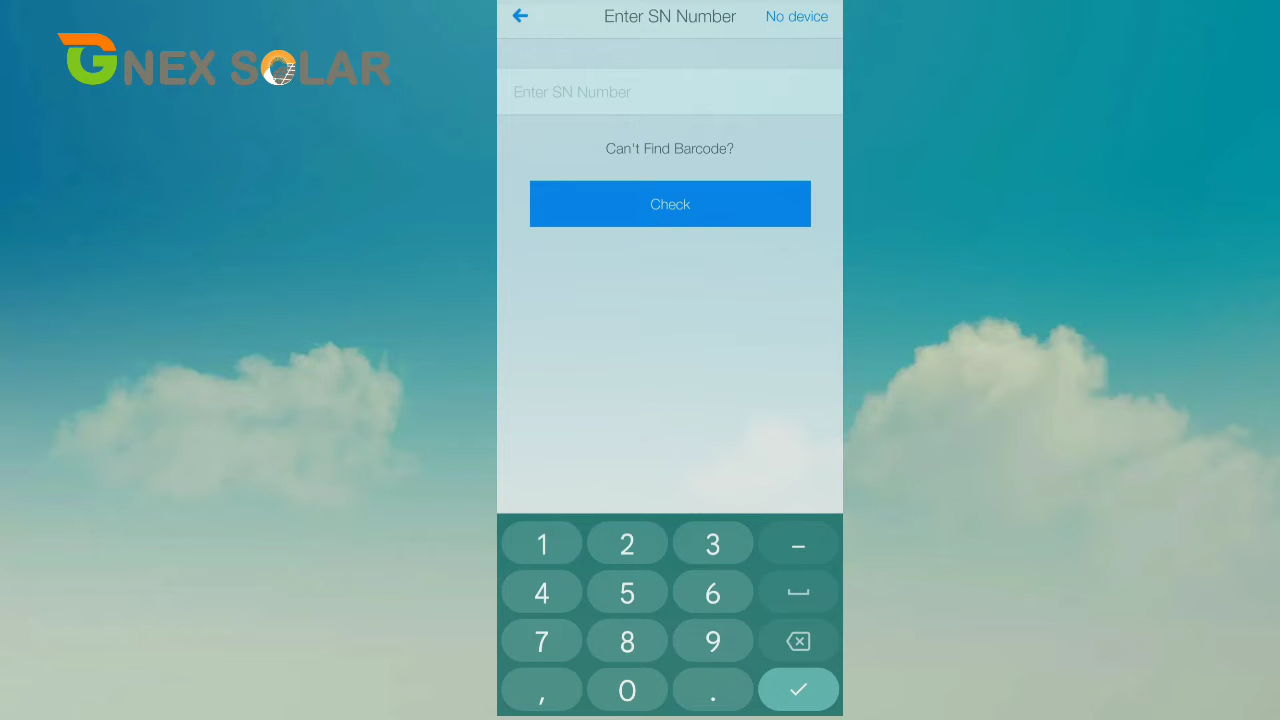 GNEX SOLAR
Enter SN Number
No device
Enter SN Number
Can't Find Barcode?
Check
1 2 3 –
4 5 6
7 8 9
, 0 .